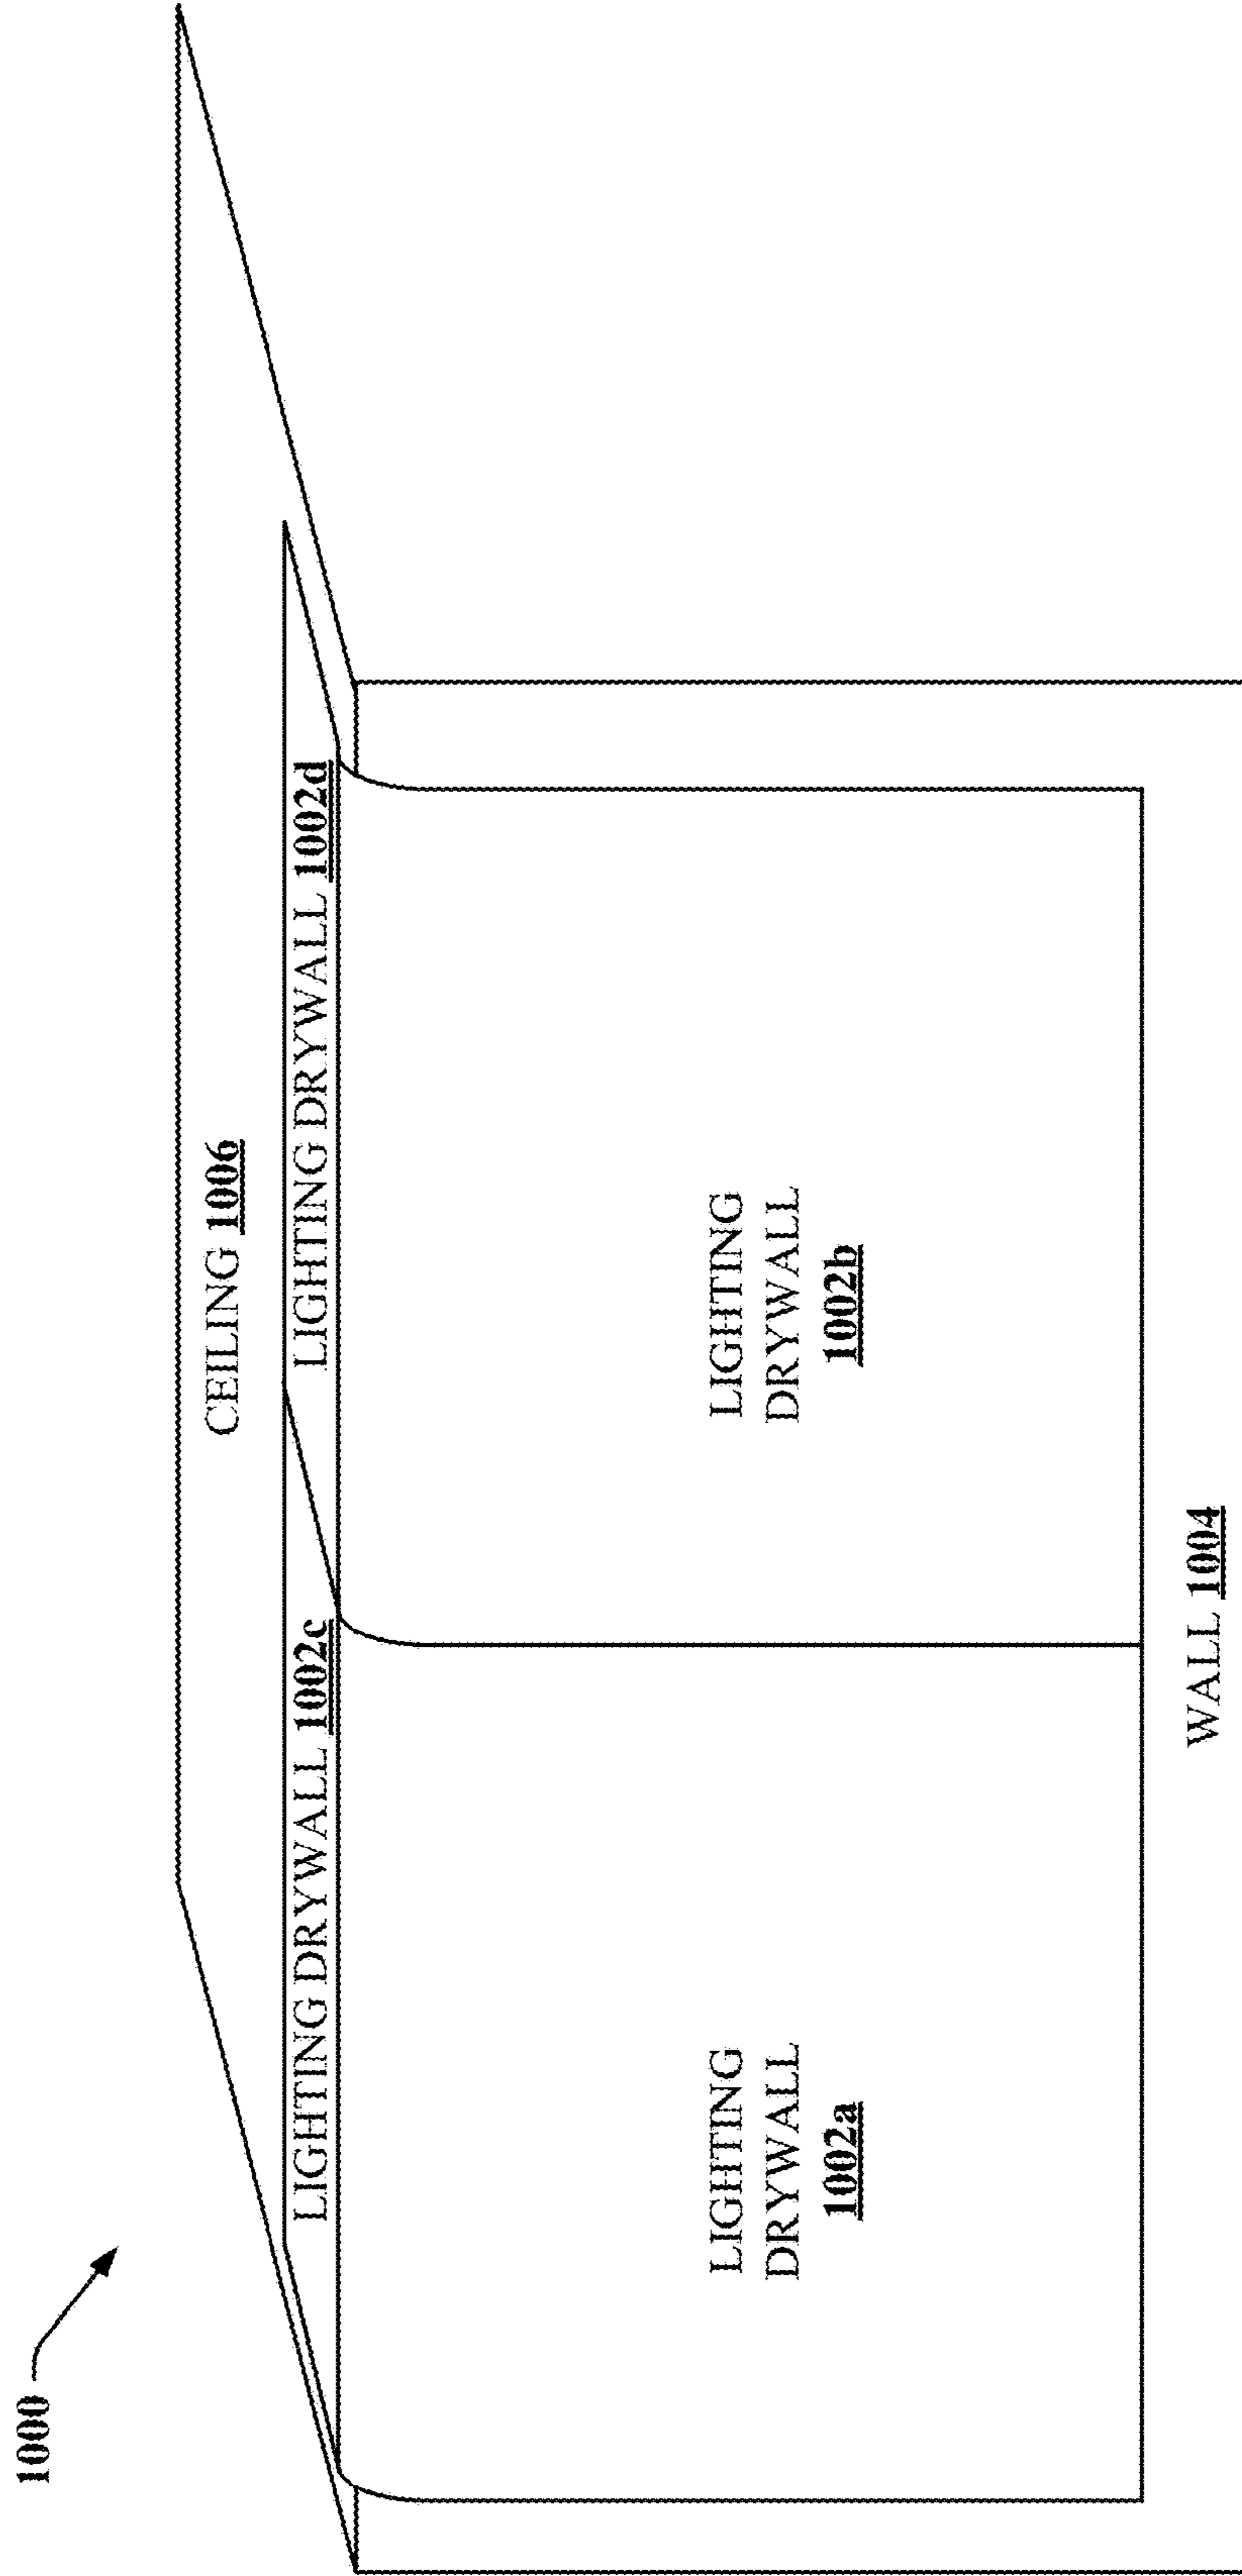 1000
CEILING 1006
LIGHTING DRYWALL 1002c
LIGHTING DRYWALL 1002d
LIGHTING
DRYWALL
1002a
LIGHTING
DRYWALL
1002b
WALL 1004